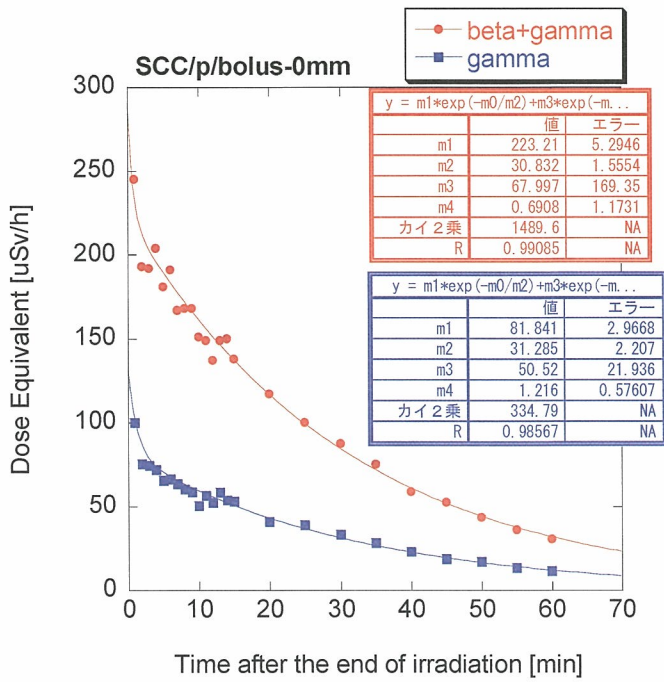 beta+gamma
gamma
SCC/p/bolus-0mm
300
250
200
150
100
50
0
Dose Equivalent [uSv/h]
y = m1*exp(-m0/m2)+m3*exp(-m...
値 エラー
m1 223.21 5.2946
m2 30.832 1.5554
m3 67.997 169.35
m4 0.6908 1.1731
カイ2乗 1489.6 NA
R 0.99085 NA
y = m1*exp(-m0/m2)+m3*exp(-m...
値 エラー
m1 81.841 2.9668
m2 31.285 2.207
m3 50.52 21.936
m4 1.216 0.57607
カイ2乗 334.79 NA
R 0.98567 NA
0 10 20 30 40 50 60 70
Time after the end of irradiation [min]